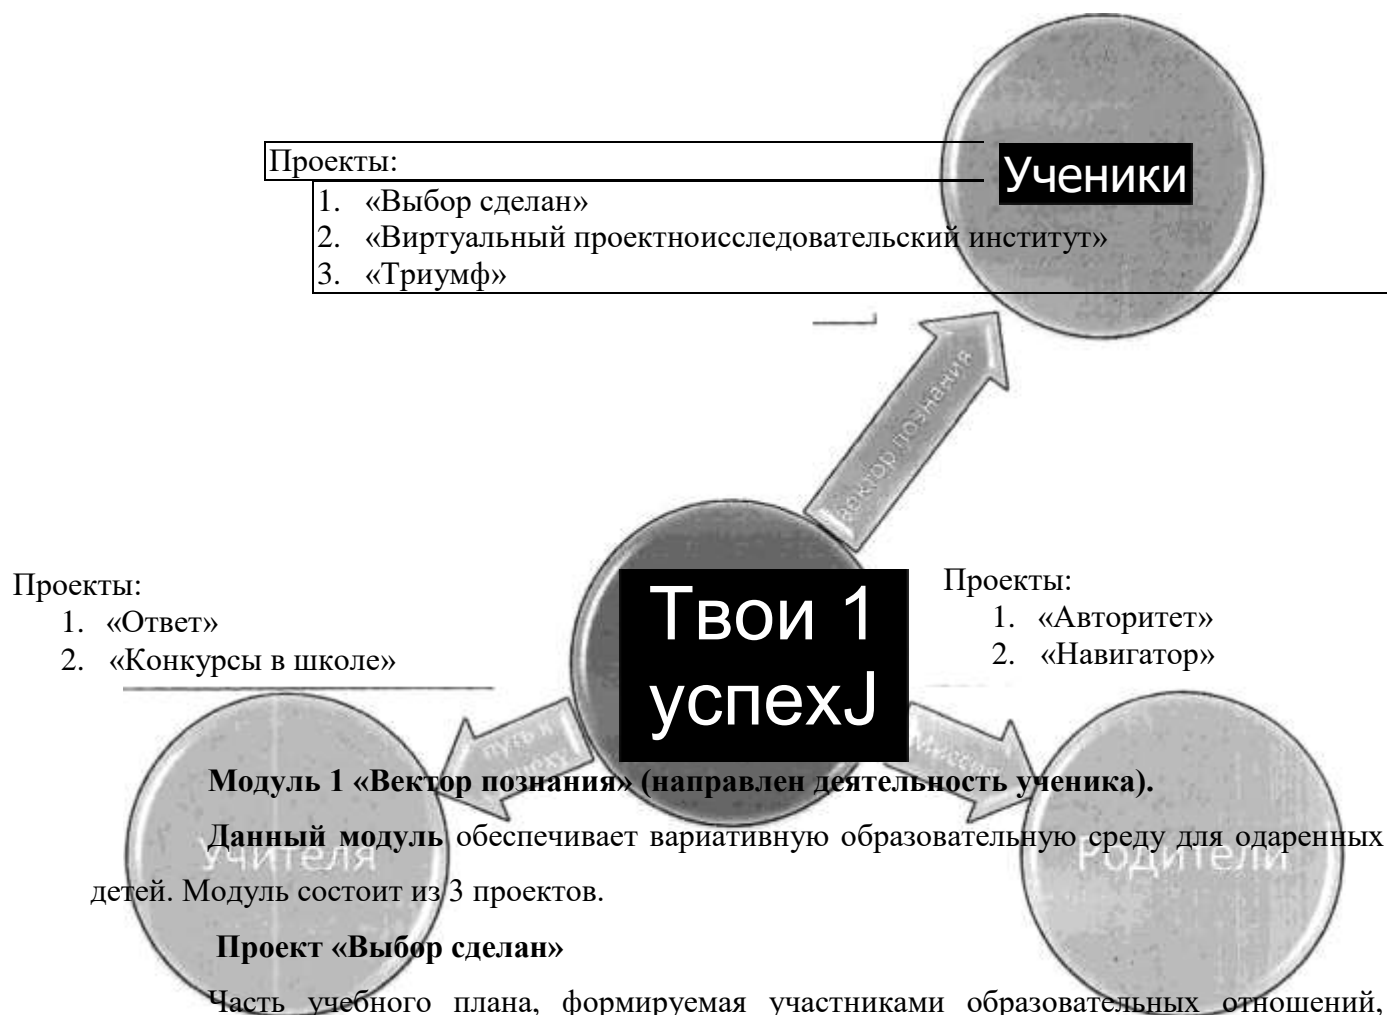 Проекты:
Ученики
1. «Выбор сделан»
2. «Виртуальный проектноисследовательский институт»
3. «Триумф»
вектор познания
Проекты:
1. «Ответ»
2. «Конкурсы в школе»
Твои 1
успехJ
Проекты:
1. «Авторитет»
2. «Навигатор»
путь к
успеху
Миссия
Модуль 1 «Вектор познания» (направлен деятельность ученика).
Учителя
Родители
Данный модуль обеспечивает вариативную образовательную среду для одаренных
детей. Модуль состоит из 3 проектов.
Проект «Выбор сделан»
Часть учебного плана, формируемая участниками образовательных отношений,